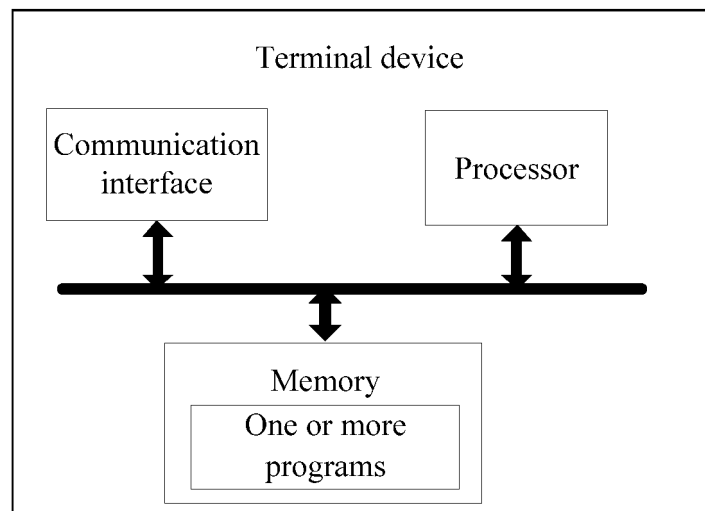 Terminal device
Communication
interface
Processor
Memory
One or more
programs